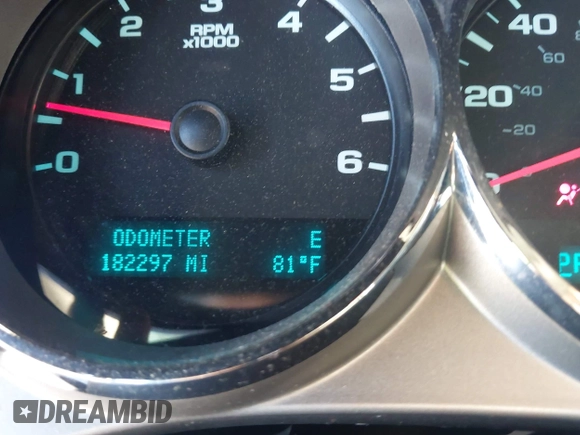 2 3 4
RPM
x1000
1 5
0 6
40
60
20 40
20
ODOMETER E
182297 MI 81°F
DREAMBID